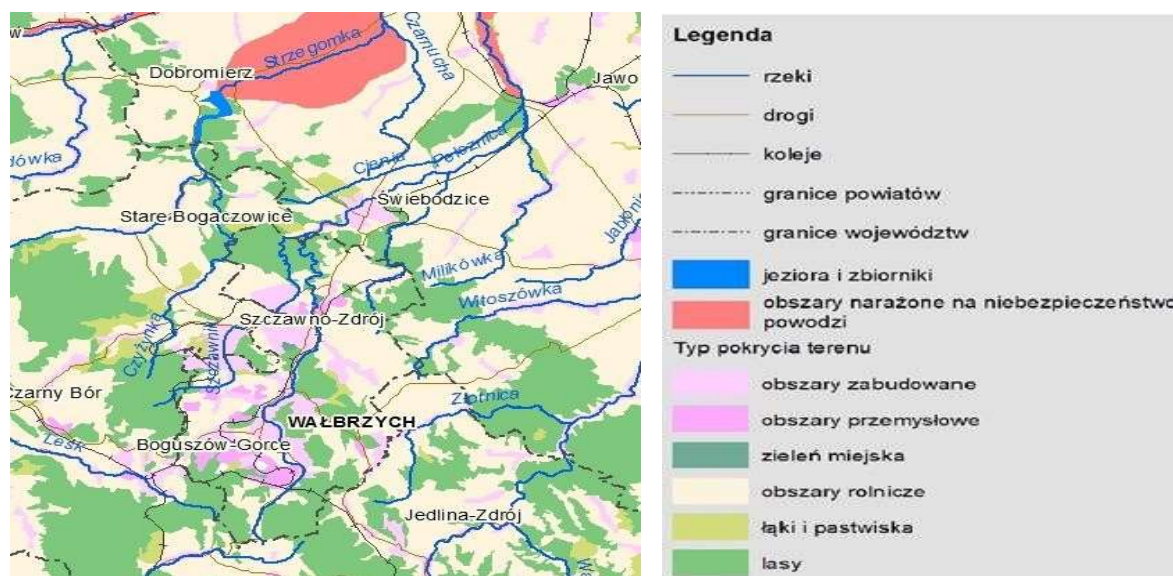 Strzegomka
Czarnucha
Dobromierz
Jawo
dówka
Cienia
Pełcznica
Stare Bogaczowice
Świebodzice
Milikówka
Witoszówka
Szczawno-Zdrój
Czyżynka
Szczawnik
zarny Bór
Złotnica
WAŁBRZYCH
Lesk
Boguszów-Gorce
Jedlina-Zdrój
Legenda
rzeki
drogi
koleje
granice powiatów
granice województw
jeziora i zbiorniki
obszary narażone na niebezpieczeństwo
powodzi
Typ pokrycia terenu
obszary zabudowane
obszary przemysłowe
zieleń miejska
obszary rolnicze
łąki i pastwiska
lasy